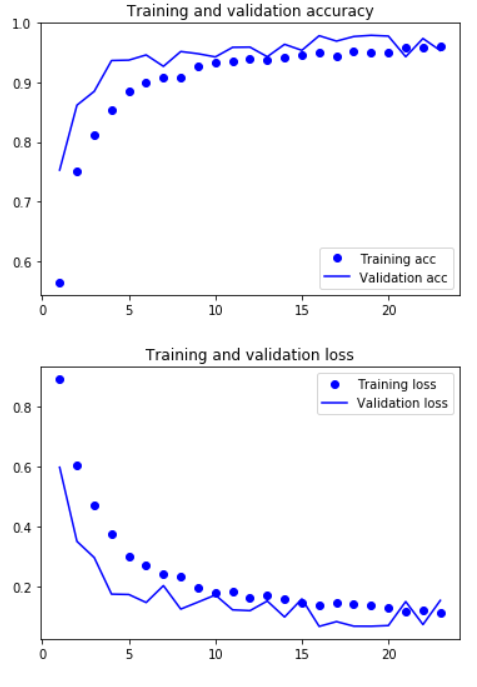 Training and validation accuracy
1.0
0.9
0.8
0.7
0.6
Training acc
Validation acc
0 5 10 15 20
Training and validation loss
Training loss
Validation loss
0.8
0.6
0.4
0.2
0 5 10 15 20